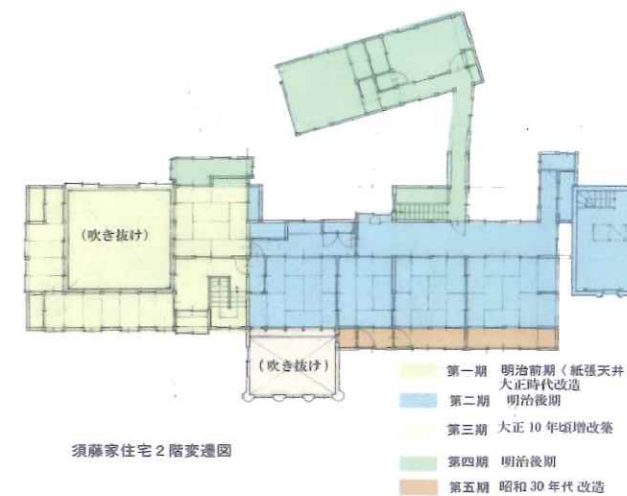 (吹き抜け)
(吹き抜け)
第一期 明治前期(紙張天井
大正時代改造
第二期 明治後期
第三期 大正10年頃増改築
第四期 明治後期
第五期 昭和30年代改造
須藤家住宅2階変遷図